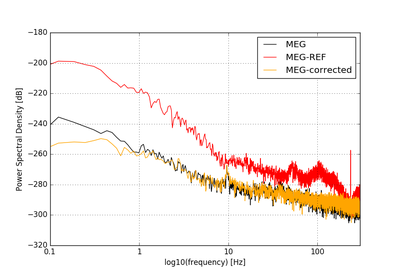 −180
−200
−220
−240
−260
−280
−300
−320
Power Spectral Density [dB]
MEG
MEG-REF
MEG-corrected
0.1
1
10
100
log10(frequency) [Hz]